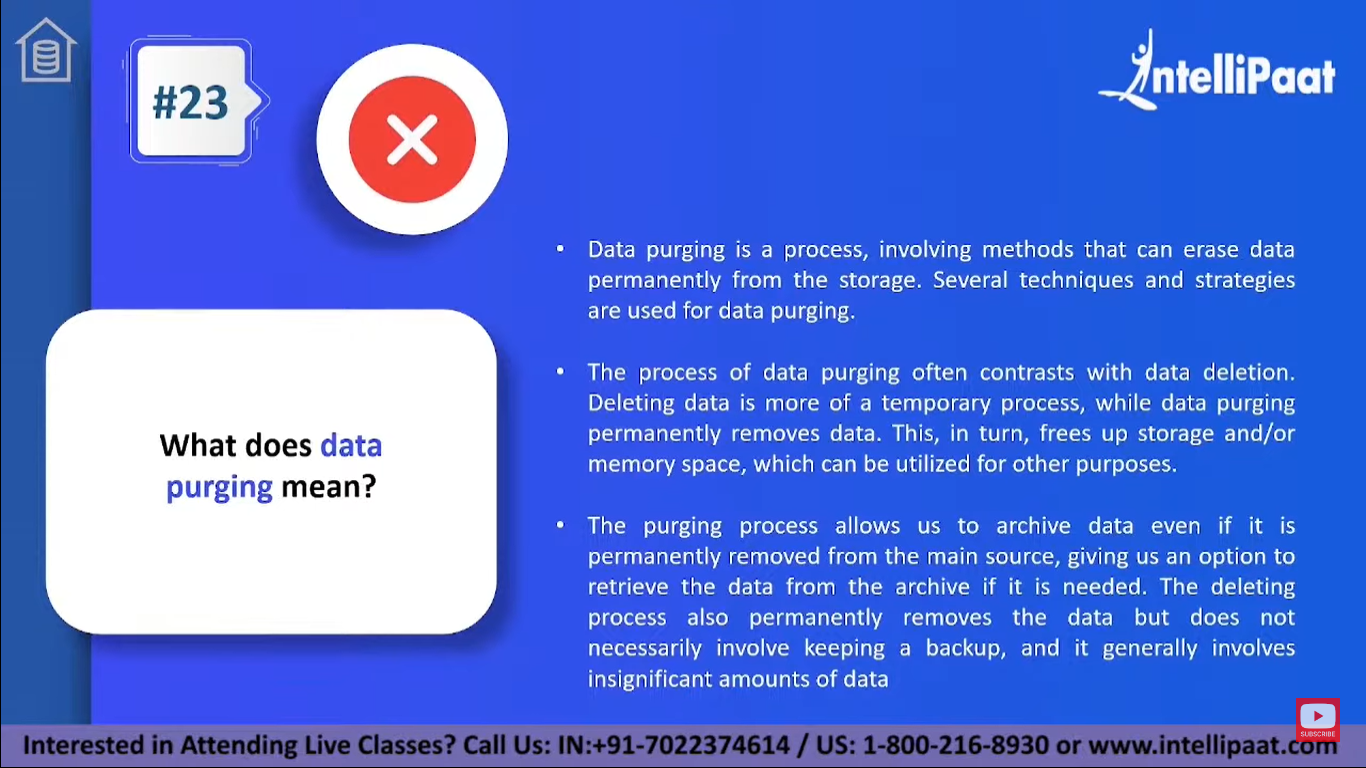 #23
IntelliPaat
What does data
purging mean?
• Data purging is a process, involving methods that can erase data
permanently from the storage. Several techniques and strategies
are used for data purging.
• The process of data purging often contrasts with data deletion.
Deleting data is more of a temporary process, while data purging
permanently removes data. This, in turn, frees up storage and/or
memory space, which can be utilized for other purposes.
• The purging process allows us to archive data even if it is
permanently removed from the main source, giving us an option to
retrieve the data from the archive if it is needed. The deleting
process also permanently removes the data but does not
necessarily involve keeping a backup, and it generally involves
insignificant amounts of data
SUBSCRIBE
Interested in Attending Live Classes? Call Us: IN:+91-7022374614 / US: 1-800-216-8930 or www.intellipaat.com